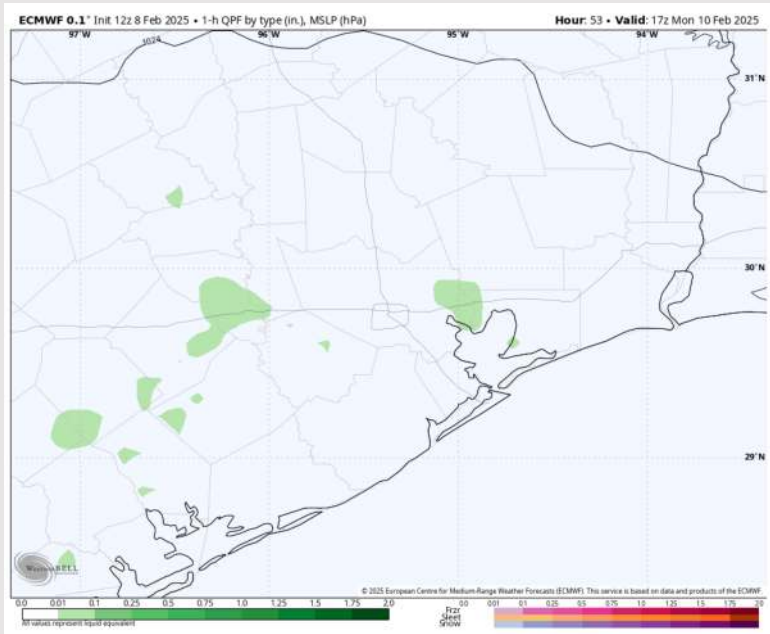 ECMWF 0.1° Init 12z 8 Feb 2025 • 1-h QPF by type (in.), MSLP (hPa) Hour: 53 • Valid: 17z Mon 10 Feb 2025
97°W 96°W 95°W 94°W
1024
31°N
30°N
29°N
WeatherBELL
© 2025 European Centre for Medium-Range Weather Forecasts (ECMWF). This service is based on data and products of the ECMWF.
0.0 0.01 0.1 0.25 0.5 0.75 1.0 1.25 1.5 1.75 2.0 0.0 0.01 0.1 0.25 0.5 0.75 1.0 1.25 1.5 1.75 2.0
Frzr
Sleet
Snow
All values represent liquid equivalent